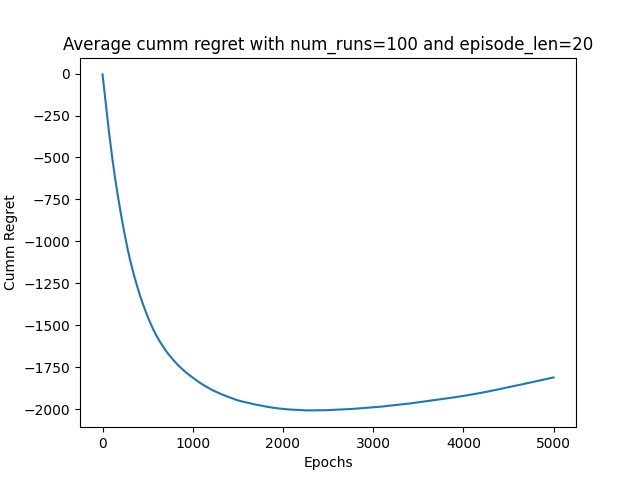 Average cumm regret with num_runs=100 and episode_len=20
0
−250
−500
−750
−1000
−1250
−1500
−1750
−2000
Cumm Regret
0 1000 2000 3000 4000 5000
Epochs